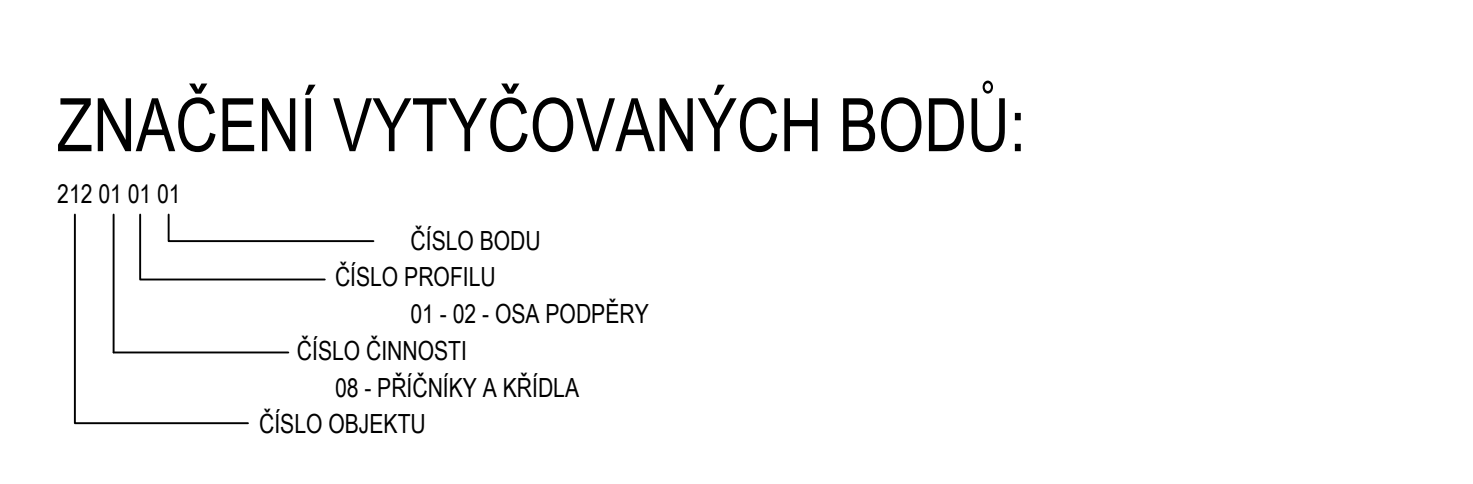 ZNAČENÍ VYTYČOVANÝCH BODŮ:
212 01 01 01
ČÍSLO BODU
ČÍSLO PROFILU
01 - 02 - OSA PODPĚRY
ČÍSLO ČINNOSTI
08 - PŘÍČNÍKY A KŘÍDLA
ČÍSLO OBJEKTU